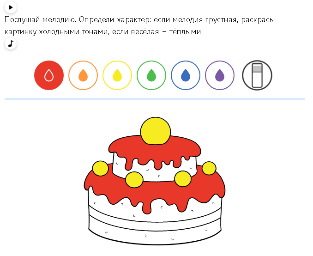 Послушай мелодию. Определи характер: если мелодия грустная, раскрась
картинку холодными тонами, если весёлая – тёплыми